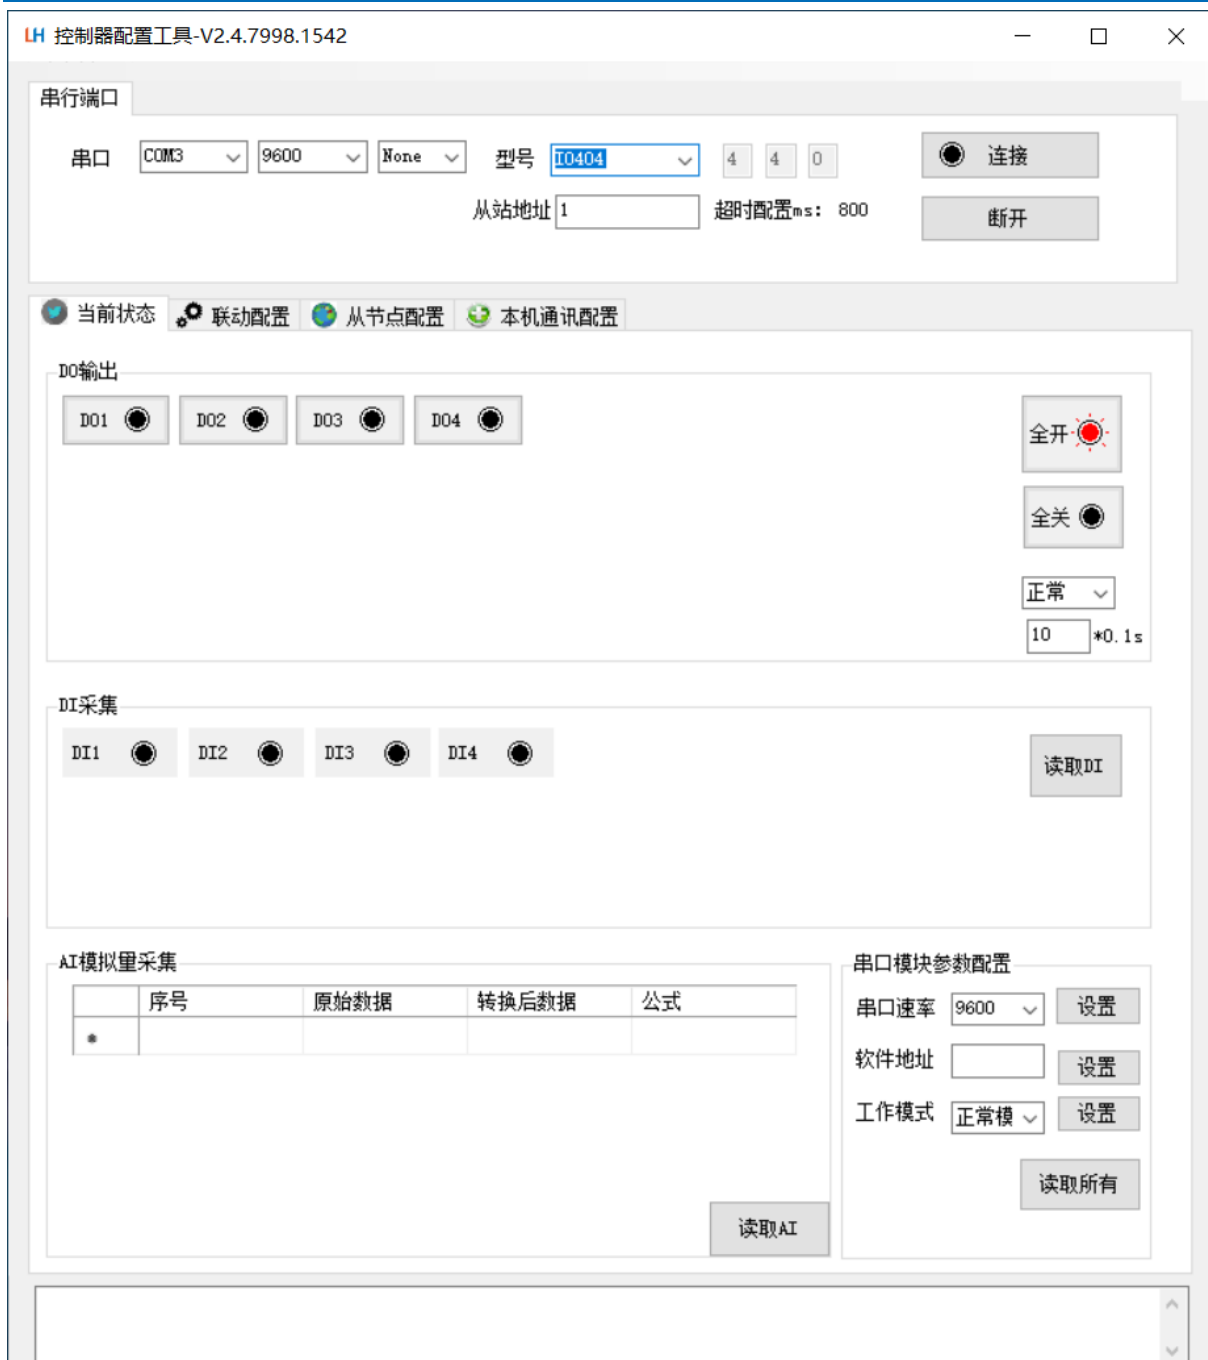 LH 控制器配置工具-V2.4.7998.1542
串行端口
串口 COM3 9600 None 型号 IO404 4 4 0 连接
从站地址 1 超时配置ms: 800 断开
当前状态 联动配置 从节点配置 本机通讯配置
DO输出
DO1 DO2 DO3 DO4 全开
全关
正常
10 *0.1s
DI采集
DI1 DI2 DI3 DI4 读取DI
AI模拟量采集
序号 原始数据 转换后数据 公式
读取AI
串口模块参数配置
串口速率 9600 设置
软件地址 设置
工作模式 正常模 设置
读取所有